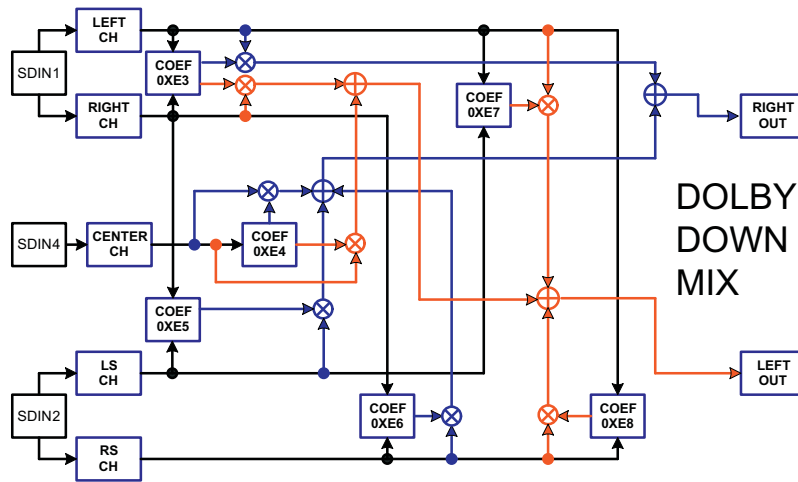 LEFT
CH
SDIN1
COEF
0XE3
RIGHT
CH
COEF
0XE7
RIGHT
OUT
DOLBY
DOWN
MIX
SDIN4
CENTER
CH
COEF
0XE4
COEF
0XE5
LS
CH
LEFT
OUT
SDIN2
COEF
0XE6
COEF
0XE8
RS
CH